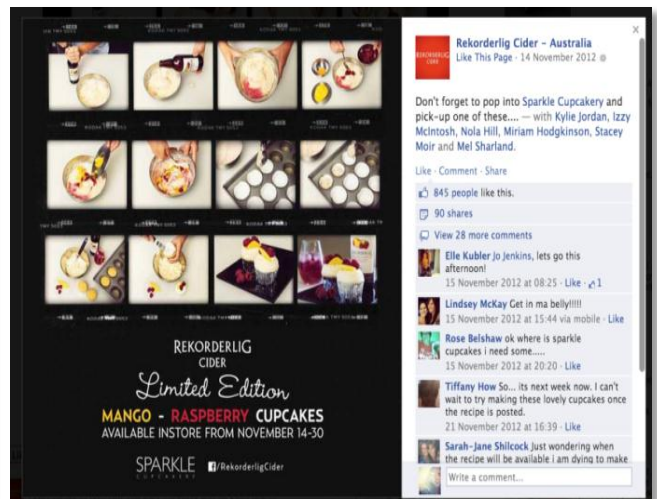 REKORDERLIG
CIDER
Limited Edition
MANGO - RASPBERRY CUPCAKES
AVAILABLE INSTORE FROM NOVEMBER 14-30
SPARKLE
CUPCAKERY
f/RekorderligCider
REKORDERLIG
CIDER
Rekorderlig Cider - Australia
Like This Page · 14 November 2012
Don't forget to pop into Sparkle Cupcakery and
pick-up one of these.... — with Kylie Jordan, Izzy
McIntosh, Nola Hill, Miriam Hodgkinson, Stacey
Moir and Mel Sharland.
Like · Comment · Share
845 people like this.
90 shares
View 28 more comments
Elle Kubler Jo Jenkins, lets go this
afternoon!
15 November 2012 at 08:25 · Like · 1
Lindsey McKay Get in ma belly!!!!!
15 November 2012 at 15:44 via mobile · Like
Rose Belshaw ok where is sparkle
cupcakes i need some.....
15 November 2012 at 20:20 · Like
Tiffany How So... its next week now. I can't
wait to try making these lovely cupcakes once
the recipe is posted.
21 November 2012 at 16:39 · Like
Sarah-Jane Shilcock Just wondering when
the recipe will be available i am dying to make
Write a comment...